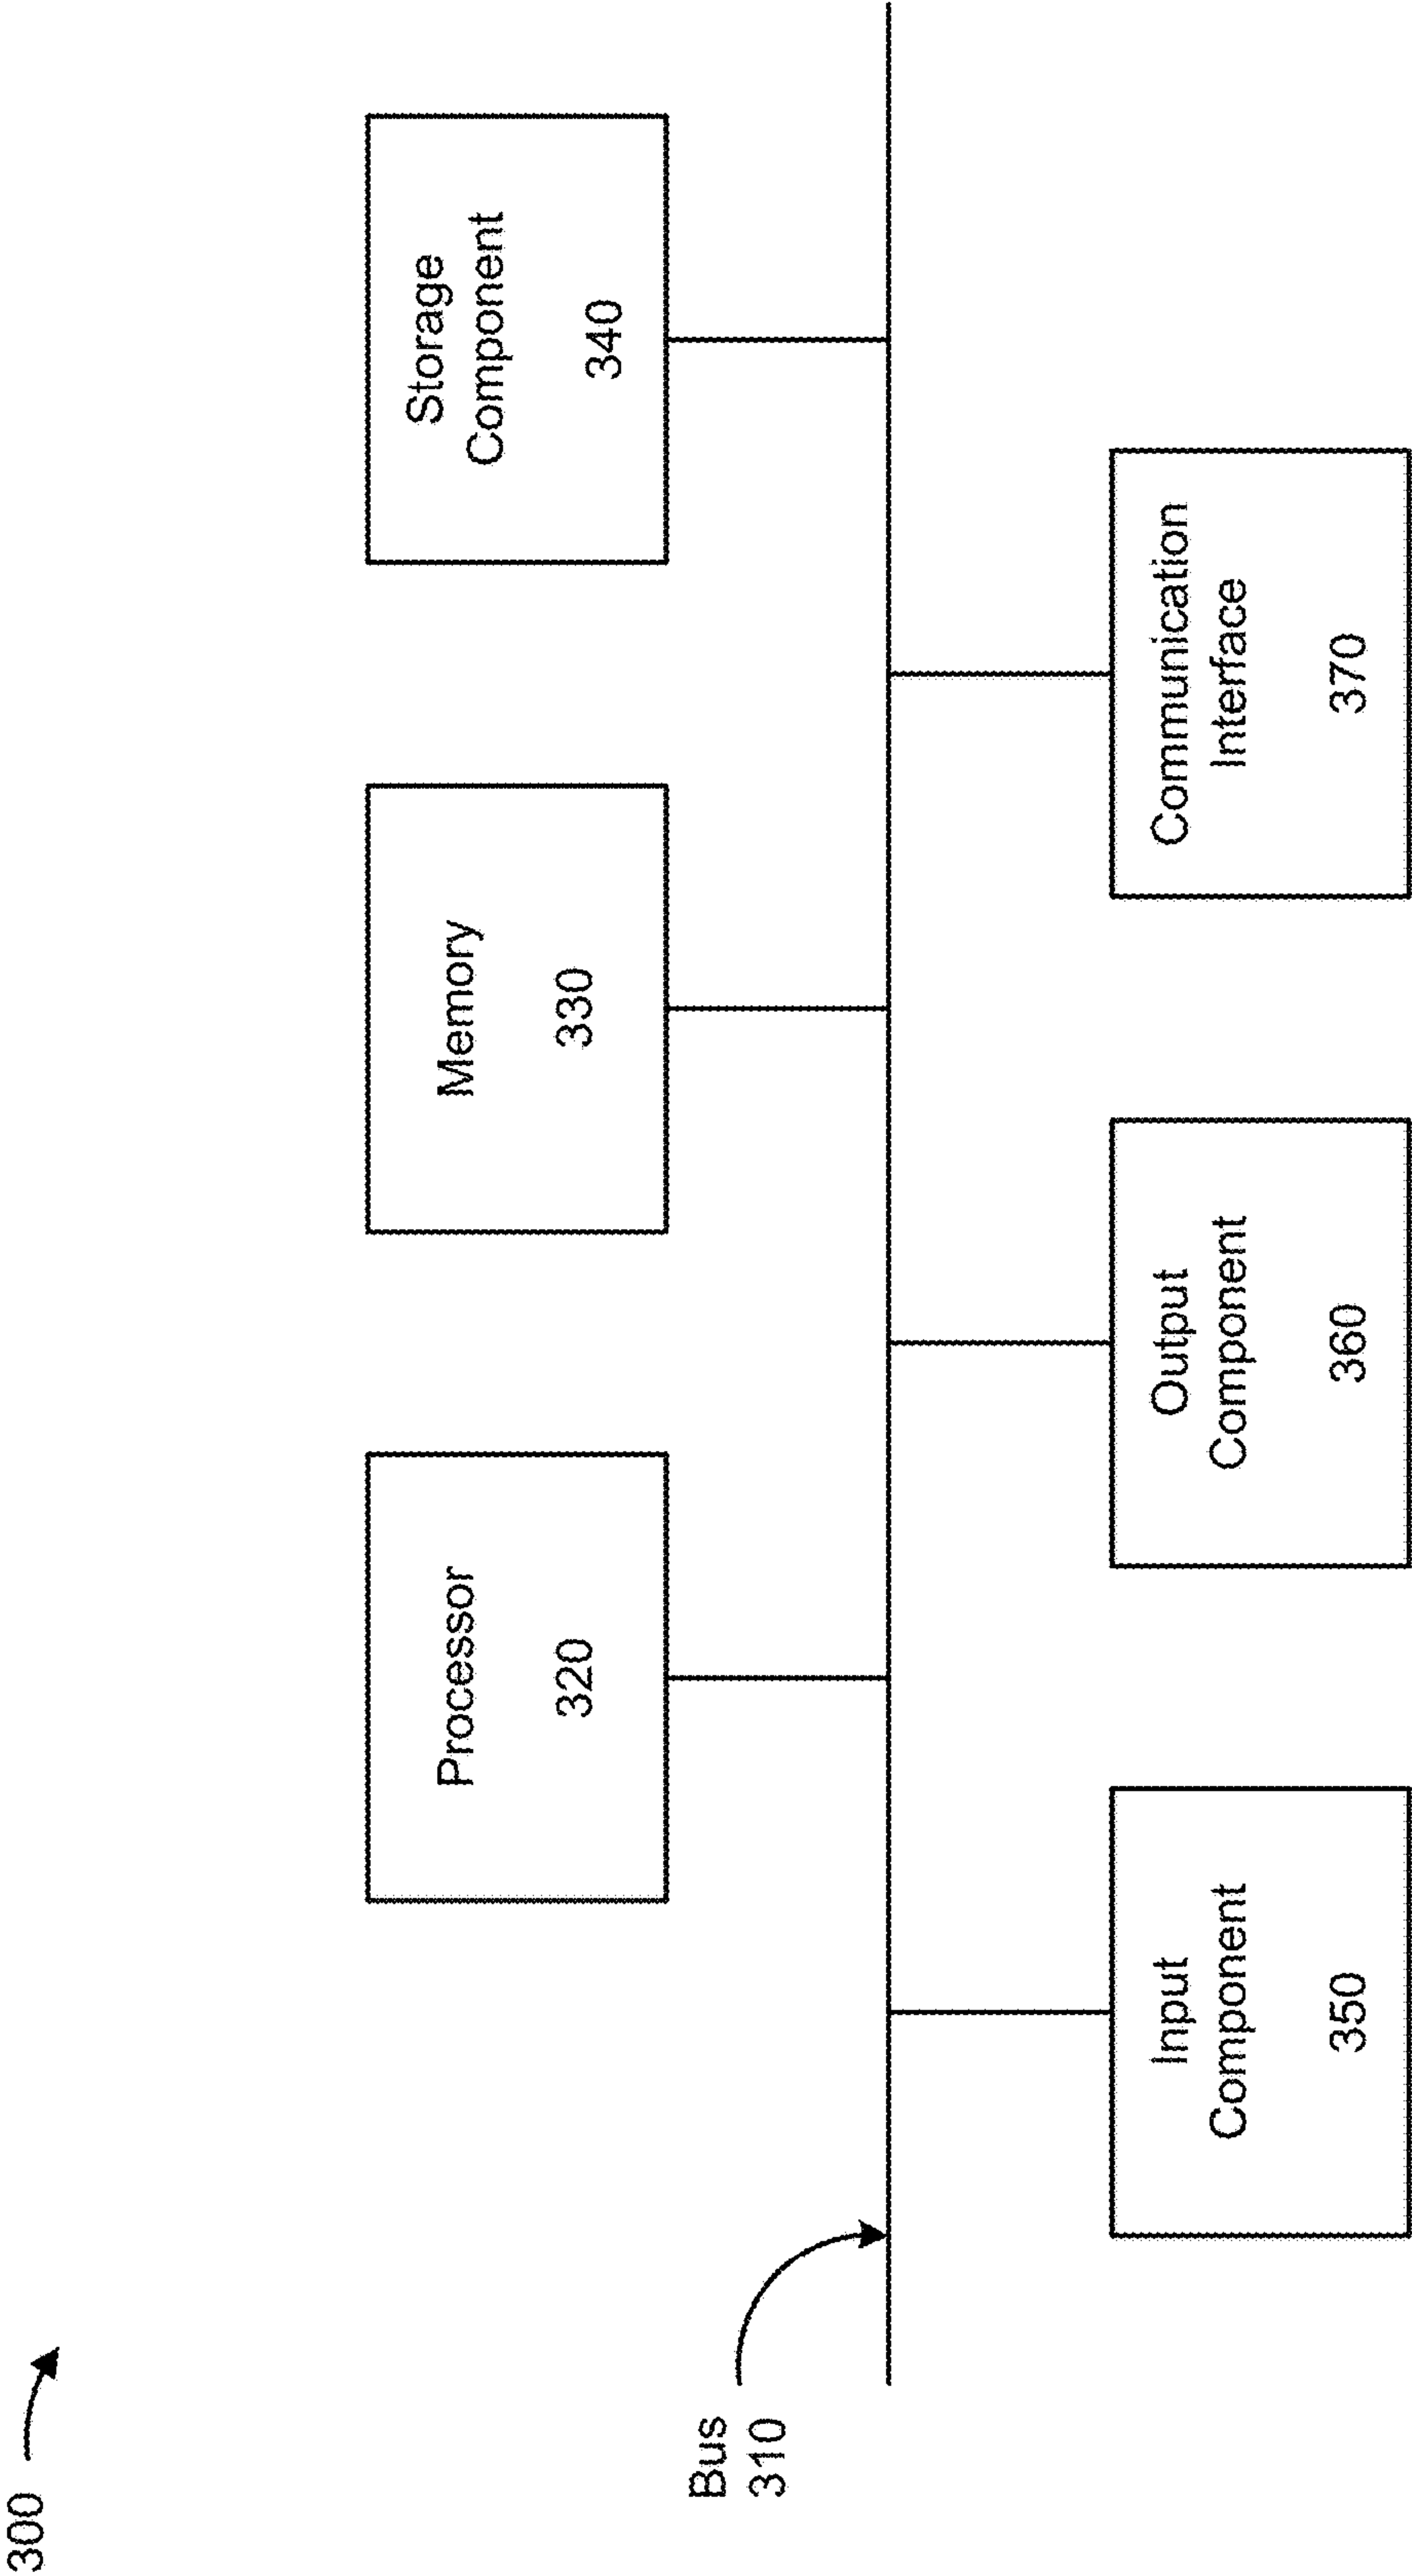 300
Processor
320
Memory
330
Storage
Component
340
Bus
310
Input
Component
350
Output
Component
360
Communication
Interface
370